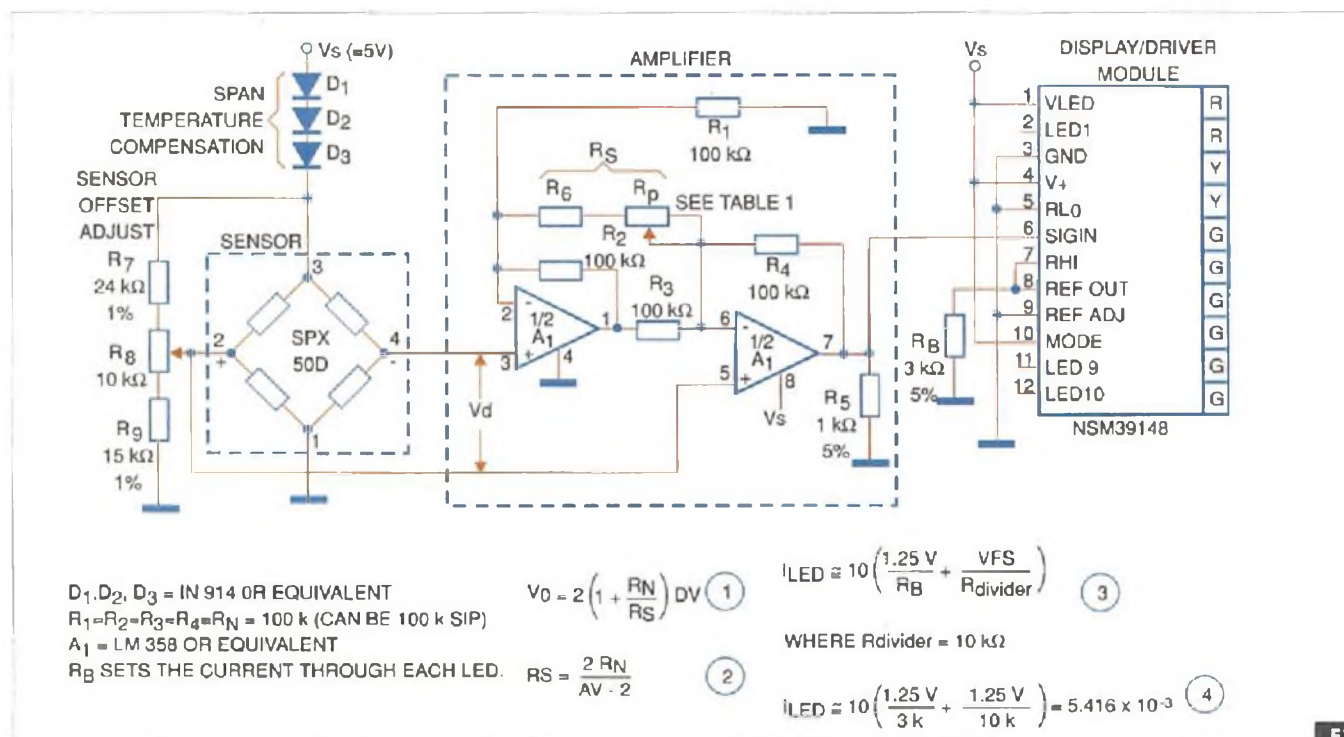 Vs (=5V)
SPAN
TEMPERATURE
COMPENSATION
D1
D2
D3
SENSOR
OFFSET
ADJUST
R7
24 kΩ
1%
R8
10 kΩ
R9
15 kΩ
1%
SENSOR
3
2
+
SPX
50D
4
-
1
AMPLIFIER
R1
100 kΩ
RS
R6
Rp
SEE TABLE 1
R2
100 kΩ
R4
100 kΩ
R3
100 kΩ
2
-
1/2
A1
1
3
+
4
6
-
1/2
A1
7
5
+
8
Vs
Vd
R5
1 kΩ
5%
Vs
DISPLAY/DRIVER
MODULE
1 VLED R
2 LED1 R
3 GND Y
4 V+ Y
5 RL0
6 SIGIN G
7 RHI G
8 REF OUT G
9 REF ADJ G
10 MODE G
11 LED 9
12 LED10 G
NSM39148
RB
3 kΩ
5%
D1.D2, D3 = IN 914 0R EQUIVALENT
R1=R2=R3=R4=RN = 100 k (CAN BE 100 k SIP)
A1 = LM 358 OR EQUIVALENT
RB SETS THE CURRENT THROUGH EACH LED.
V0 = 2 (1 + RN/RS) DV 1
RS = 2 RN / AV - 2 2
ILED ≅ 10 (1.25 V/RB + VFS/Rdivider) 3
WHERE Rdivider = 10 kΩ
iLED ≅ 10 (1.25 V/3 k + 1.25 V/10 k) = 5.416 x 10-3 4